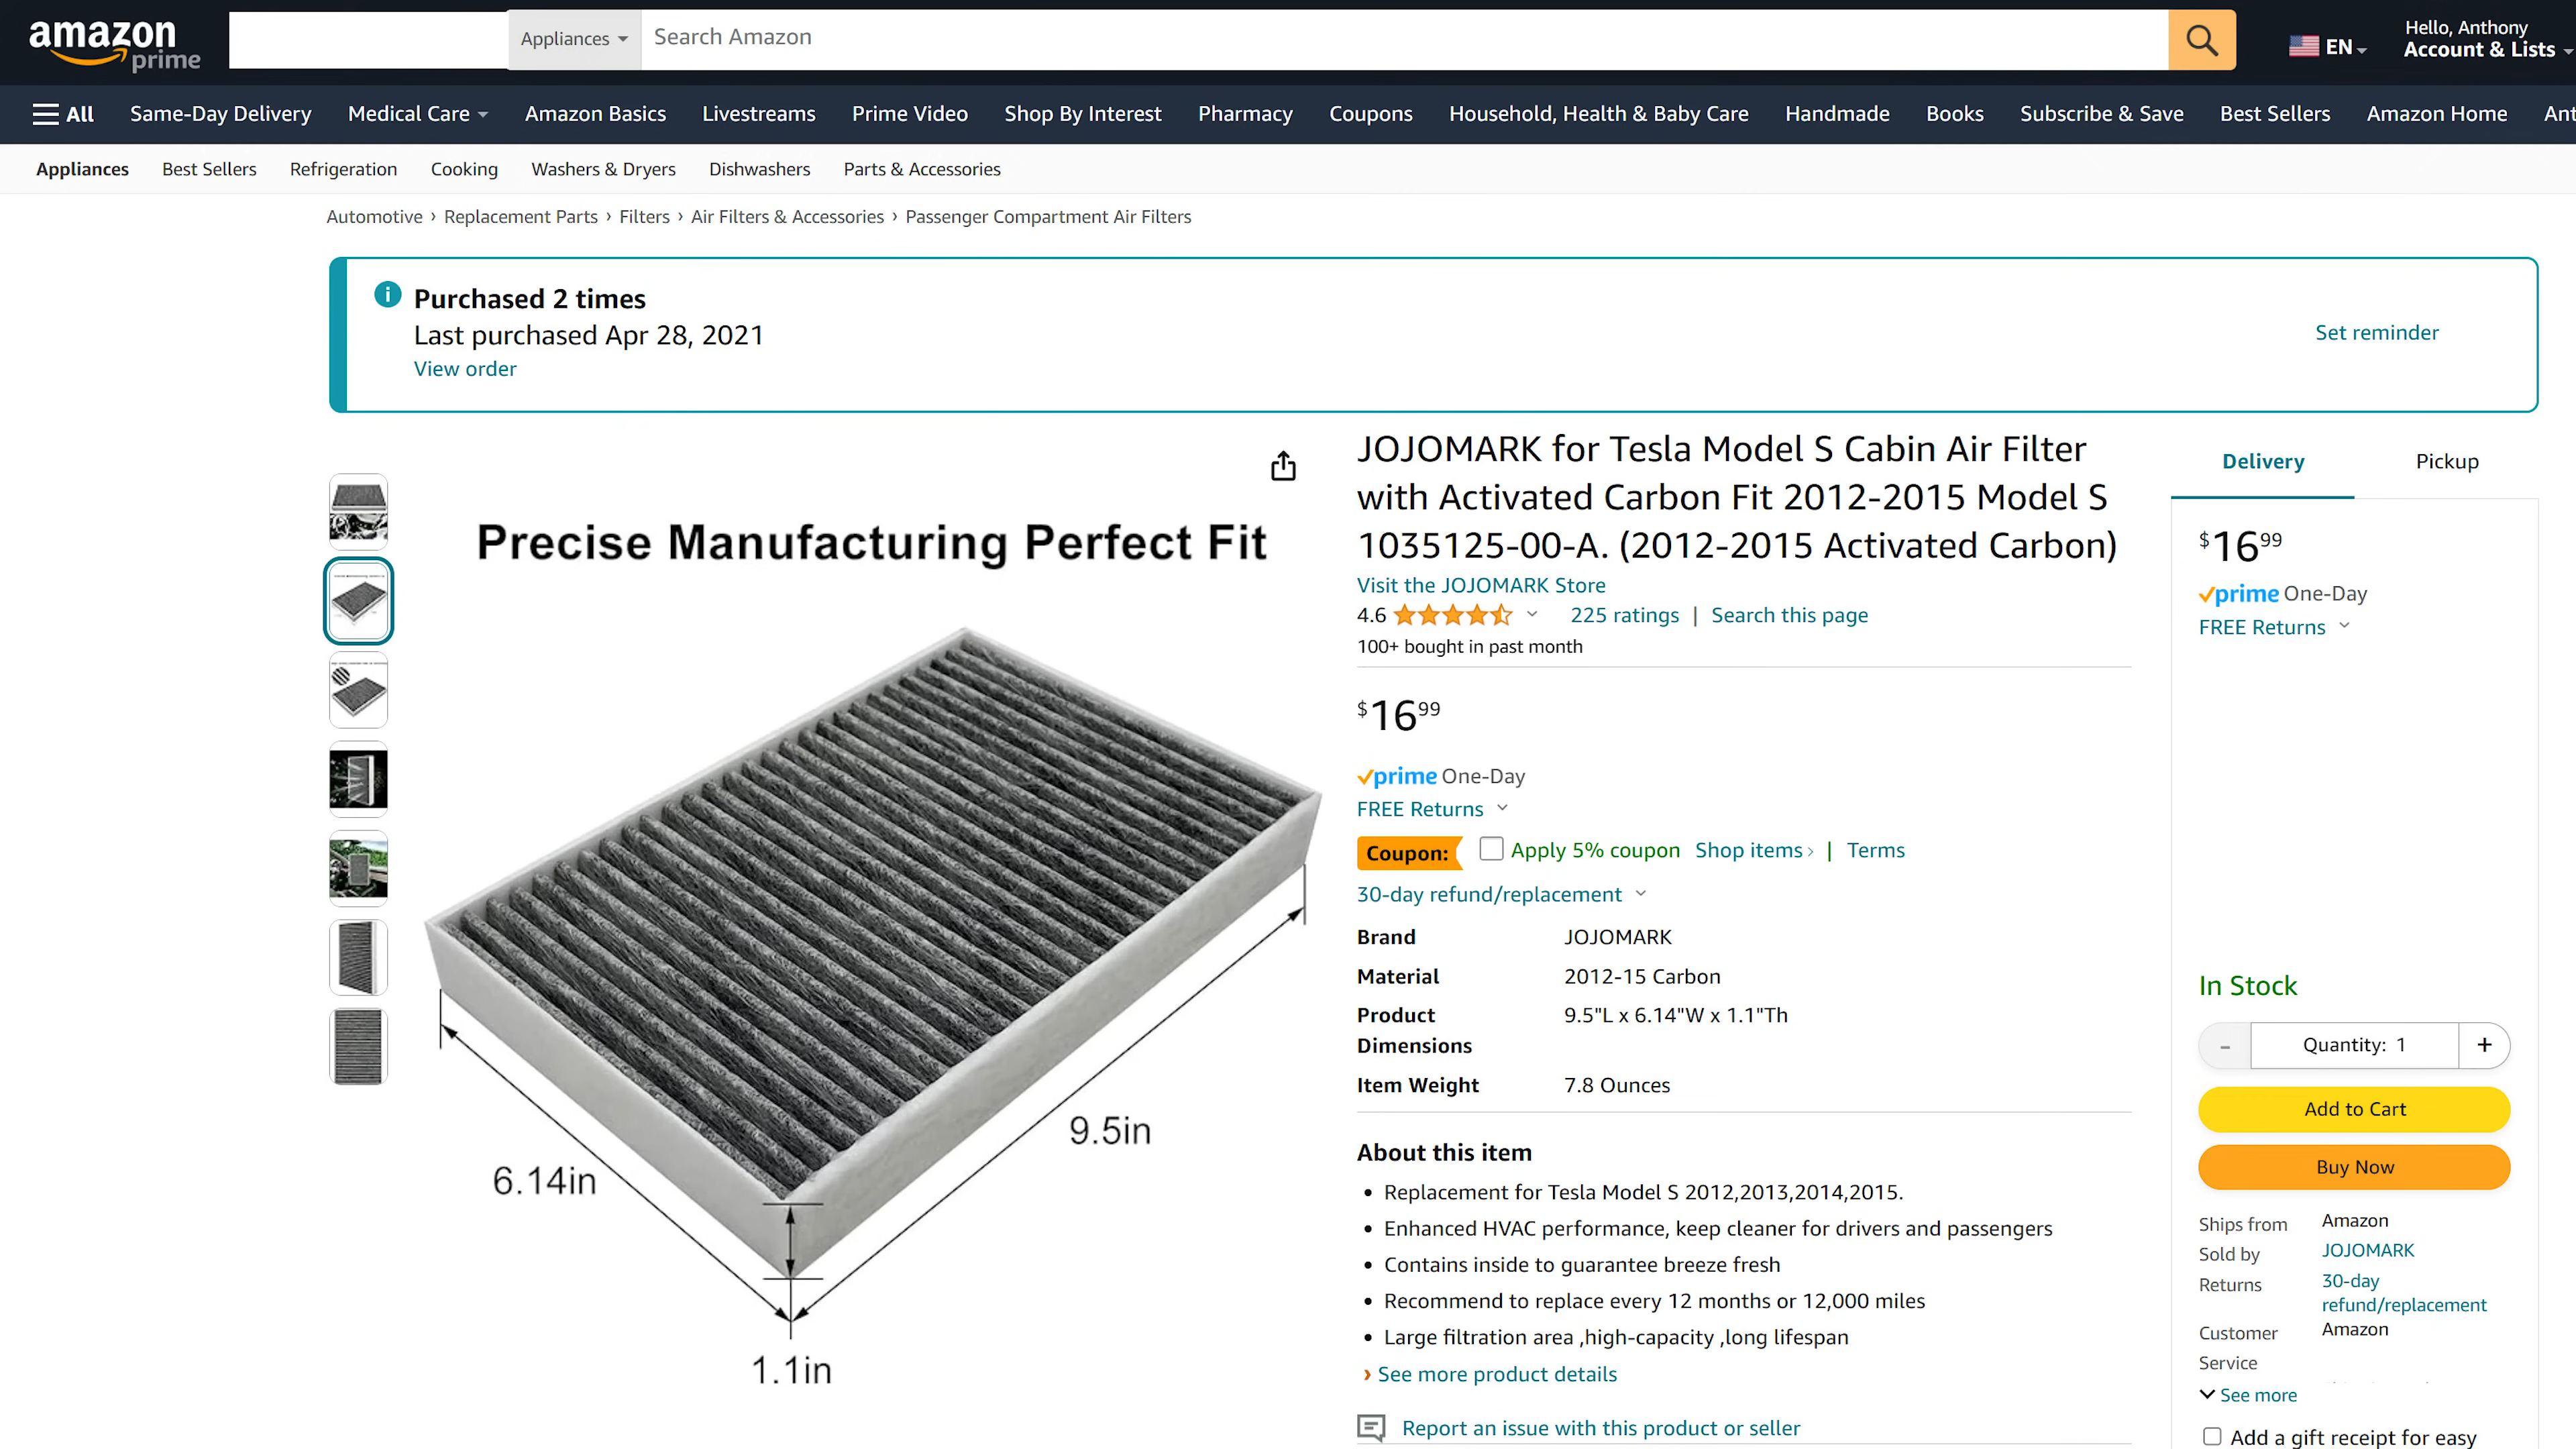 amazon
prime
Appliances
Search Amazon
EN
Hello, Anthony
Account & Lists
All
Same-Day Delivery
Medical Care
Amazon Basics
Livestreams
Prime Video
Shop By Interest
Pharmacy
Coupons
Household, Health & Baby Care
Handmade
Books
Subscribe & Save
Best Sellers
Amazon Home
Ant
Appliances
Best Sellers
Refrigeration
Cooking
Washers & Dryers
Dishwashers
Parts & Accessories
Automotive › Replacement Parts › Filters › Air Filters & Accessories › Passenger Compartment Air Filters
Purchased 2 times
Last purchased Apr 28, 2021
View order
Set reminder
Precise Manufacturing Perfect Fit
6.14in
9.5in
1.1in
JOJOMARK for Tesla Model S Cabin Air Filter
with Activated Carbon Fit 2012-2015 Model S
1035125-00-A. (2012-2015 Activated Carbon)
Visit the JOJOMARK Store
4.6
225 ratings | Search this page
100+ bought in past month
$16 99
prime One-Day
FREE Returns
Coupon: Apply 5% coupon Shop items › | Terms
30-day refund/replacement
Brand JOJOMARK
Material 2012-15 Carbon
Product 9.5"L x 6.14"W x 1.1"Th
Dimensions
Item Weight 7.8 Ounces
About this item
• Replacement for Tesla Model S 2012,2013,2014,2015.
• Enhanced HVAC performance, keep cleaner for drivers and passengers
• Contains inside to guarantee breeze fresh
• Recommend to replace every 12 months or 12,000 miles
• Large filtration area ,high-capacity ,long lifespan
› See more product details
Report an issue with this product or seller
Delivery
Pickup
$16 99
prime One-Day
FREE Returns
In Stock
- Quantity: 1 +
Add to Cart
Buy Now
Ships from Amazon
Sold by JOJOMARK
Returns 30-day
refund/replacement
Customer Amazon
Service
See more
Add a gift receipt for easy